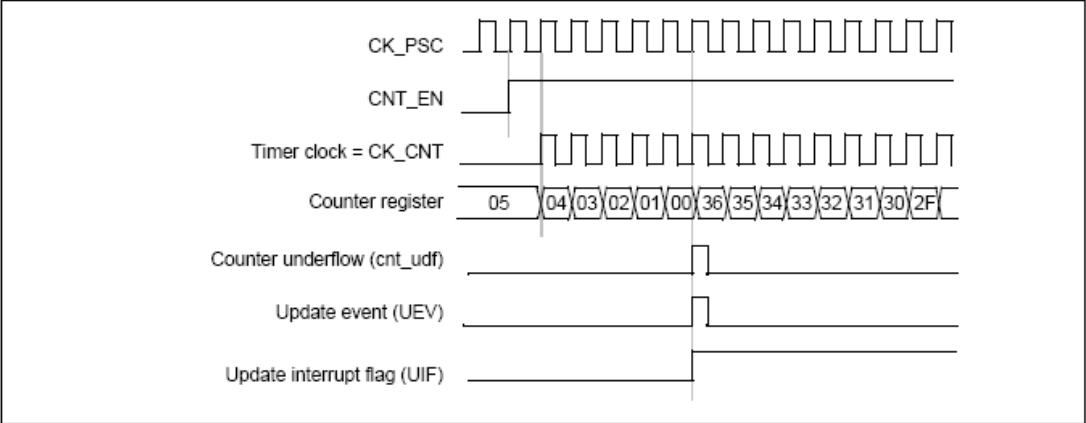 CK_PSC
CNT_EN
Timer clock = CK_CNT
Counter register 05 04 03 02 01 00 36 35 34 33 32 31 30 2F
Counter underflow (cnt_udf)
Update event (UEV)
Update interrupt flag (UIF)